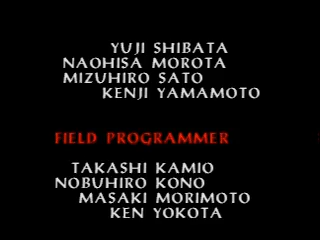 YUJI SHIBATA
NAOHISA MOROTA
MIZUHIRO SATO
KENJI YAMAMOTO
FIELD PROGRAMMER
TAKASHI KAMIO
NOBUHIRO KONO
MASAKI MORIMOTO
KEN YOKOTA